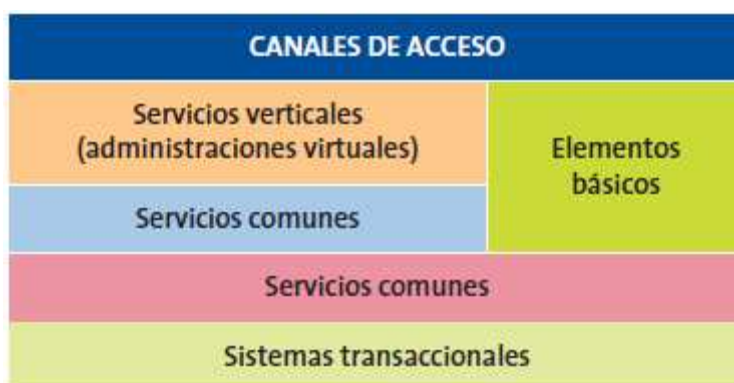 CANALES DE ACCESO
Servicios verticales
(administraciones virtuales)
Elementos
básicos
Servicios comunes
Servicios comunes
Sistemas transaccionales